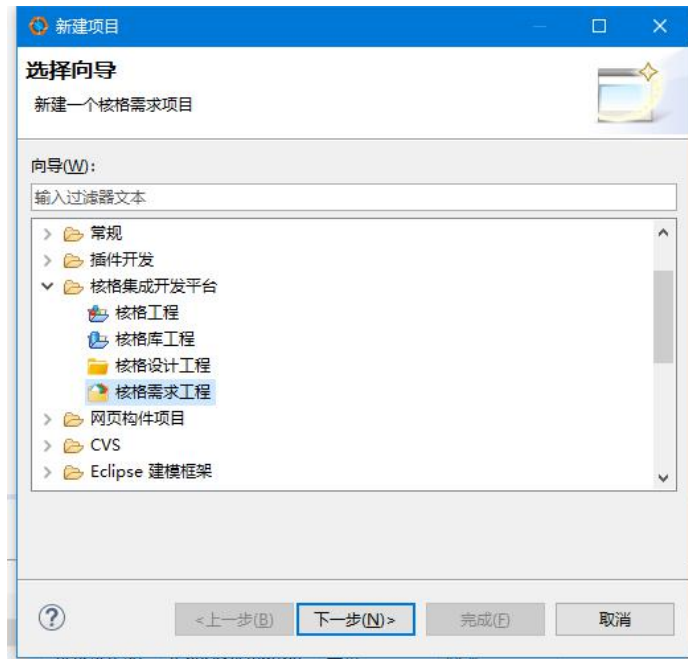 新建项目
选择向导
新建一个核格需求项目
向导(W):
输入过滤器文本
常规
插件开发
核格集成开发平台
核格工程
核格库工程
核格设计工程
核格需求工程
网页构件项目
CVS
Eclipse 建模框架
<上一步(B) 下一步(N)> 完成(F) 取消